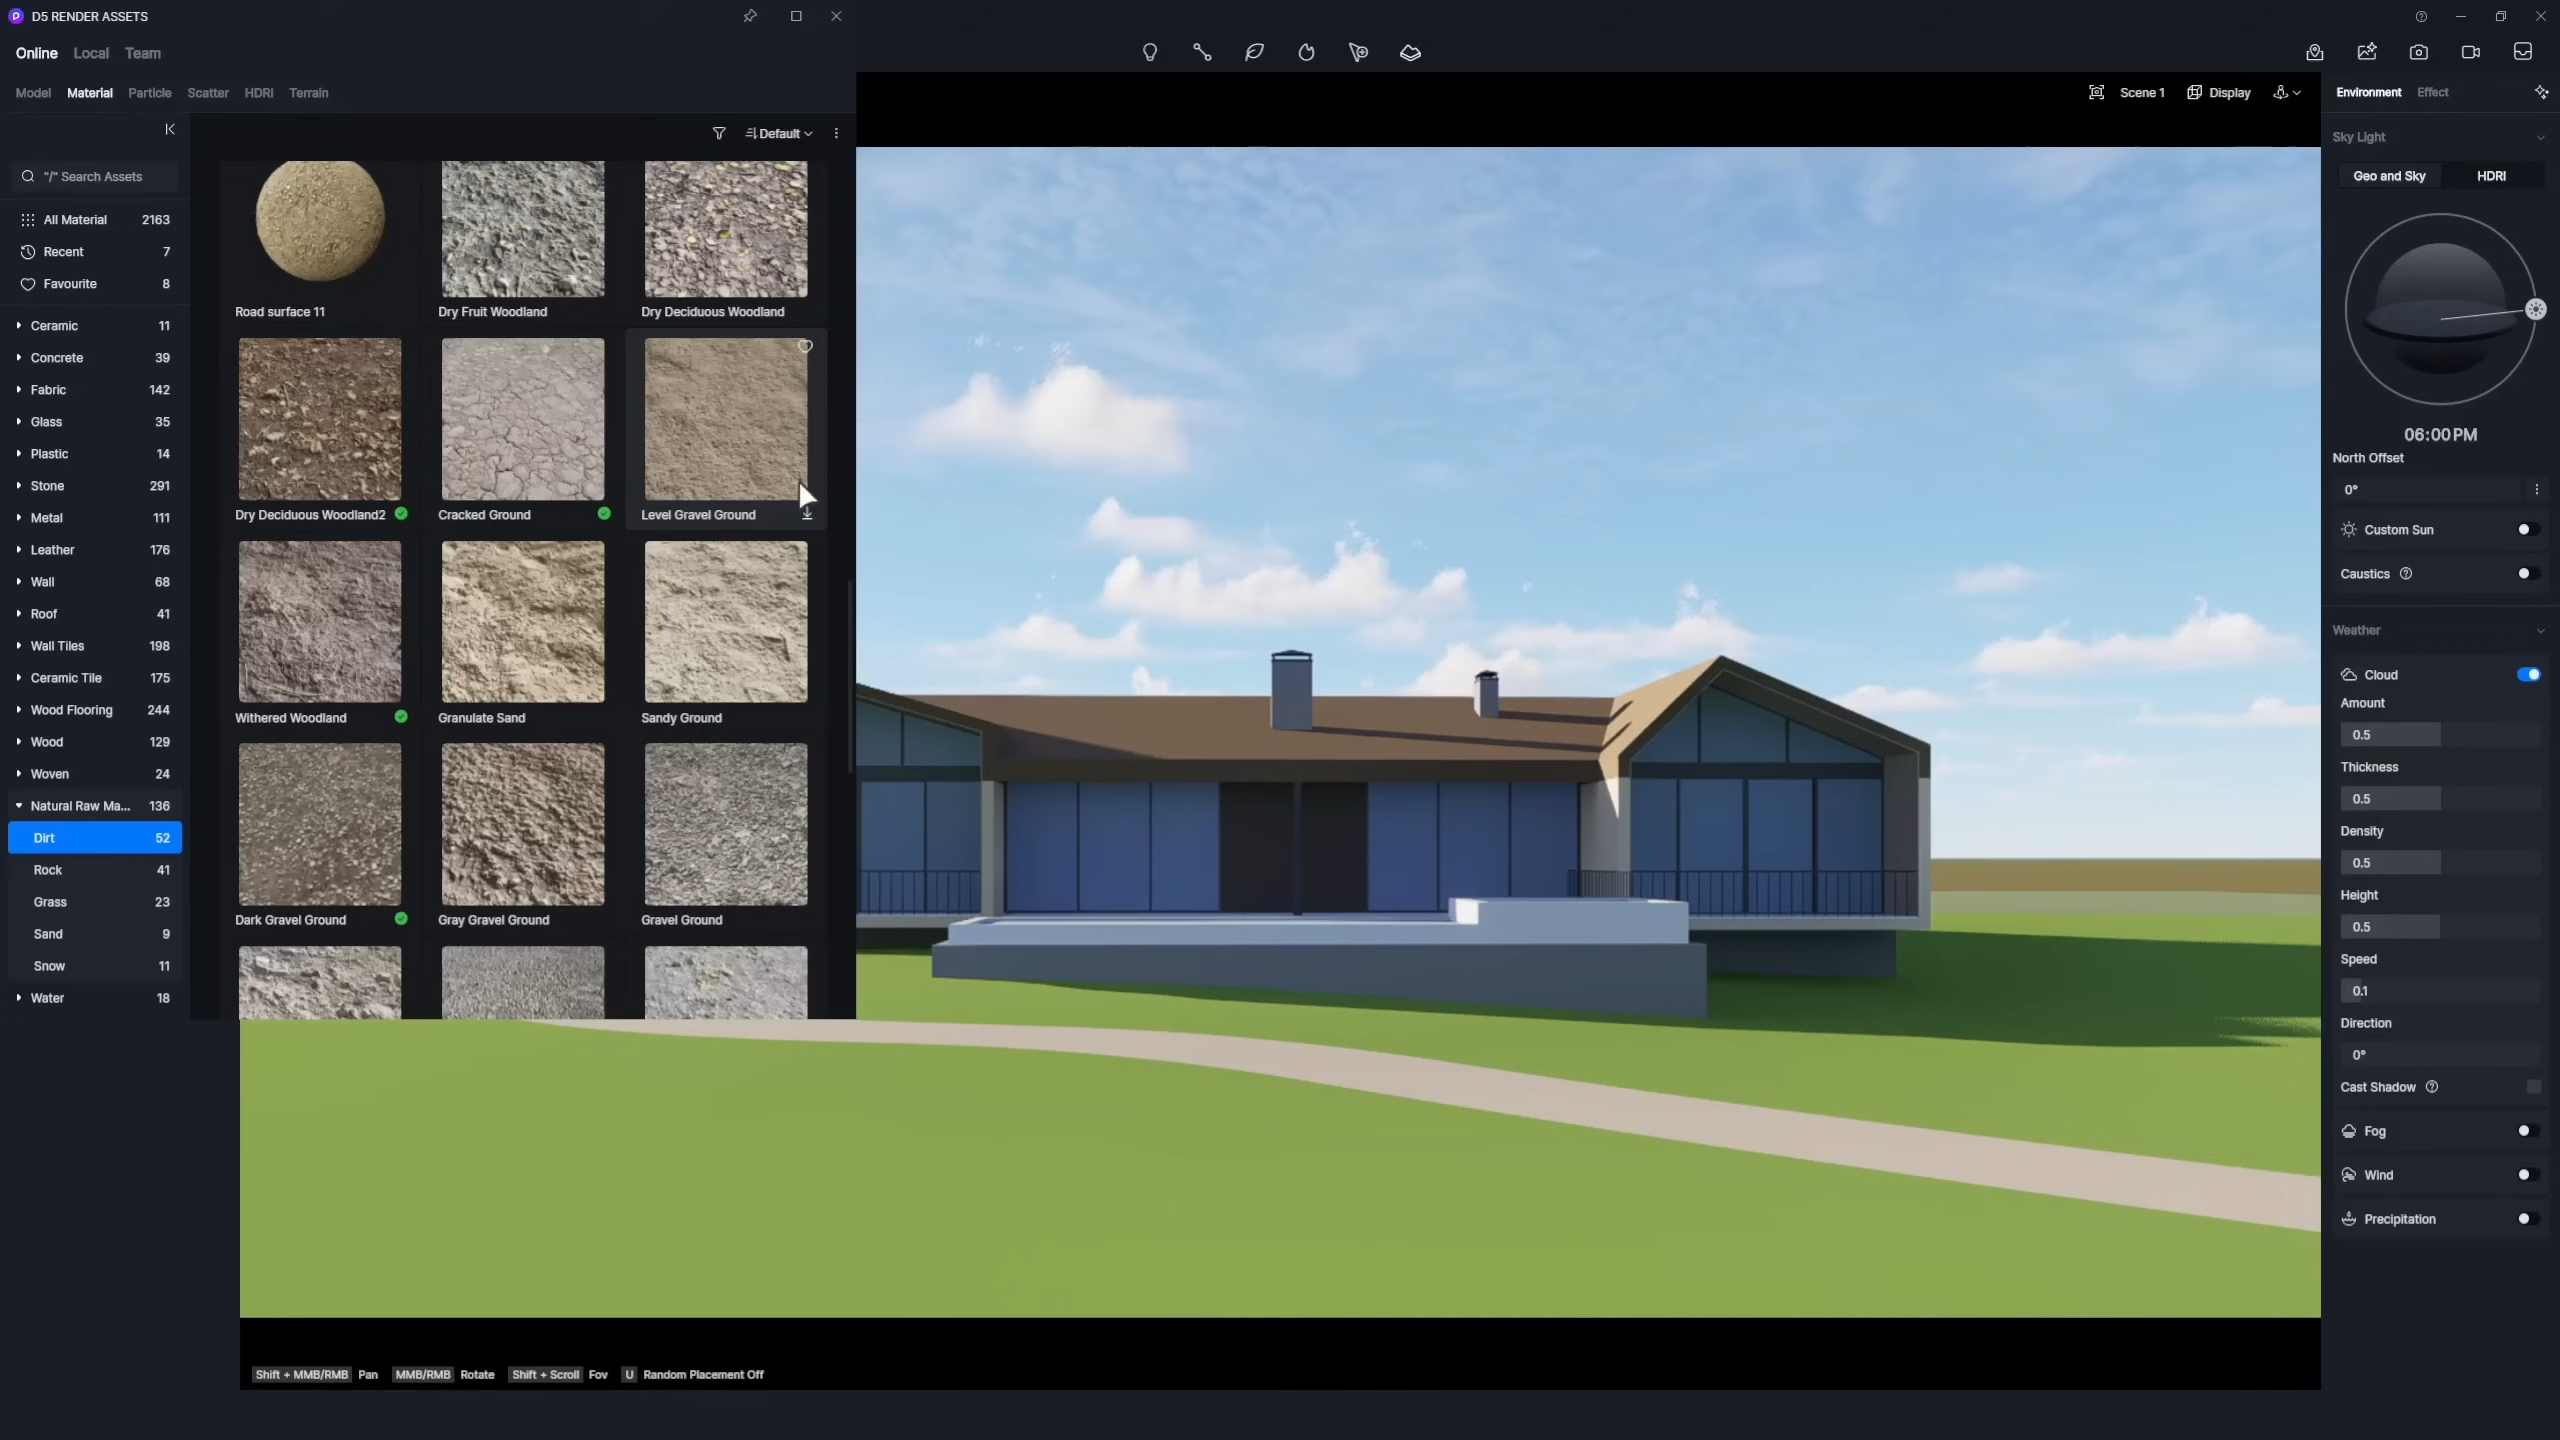 D5 RENDER ASSETS
Online Local Team
Model Material Particle Scatter HDRI Terrain
Default
"/" Search Assets
All Material 2163
Recent 7
Favourite 8
Ceramic 11
Concrete 39
Fabric 142
Glass 35
Plastic 14
Stone 291
Metal 111
Leather 176
Wall 68
Roof 41
Wall Tiles 198
Ceramic Tile 175
Wood Flooring 244
Wood 129
Woven 24
Natural Raw Ma... 136
Dirt 52
Rock 41
Grass 23
Sand 9
Snow 11
Water 18
Road surface 11
Dry Fruit Woodland
Dry Deciduous Woodland
Dry Deciduous Woodland2
Cracked Ground
Level Gravel Ground
Withered Woodland
Granulate Sand
Sandy Ground
Dark Gravel Ground
Gray Gravel Ground
Gravel Ground
Scene 1
Display
Environment Effect
Sky Light
Geo and Sky HDRI
06:00 PM
North Offset
0°
Custom Sun
Caustics
Weather
Cloud
Amount
0.5
Thickness
0.5
Density
0.5
Height
0.5
Speed
0.1
Direction
0°
Cast Shadow
Fog
Wind
Precipitation
Shift + MMB/RMB Pan MMB/RMB Rotate Shift + Scroll Fov U Random Placement Off